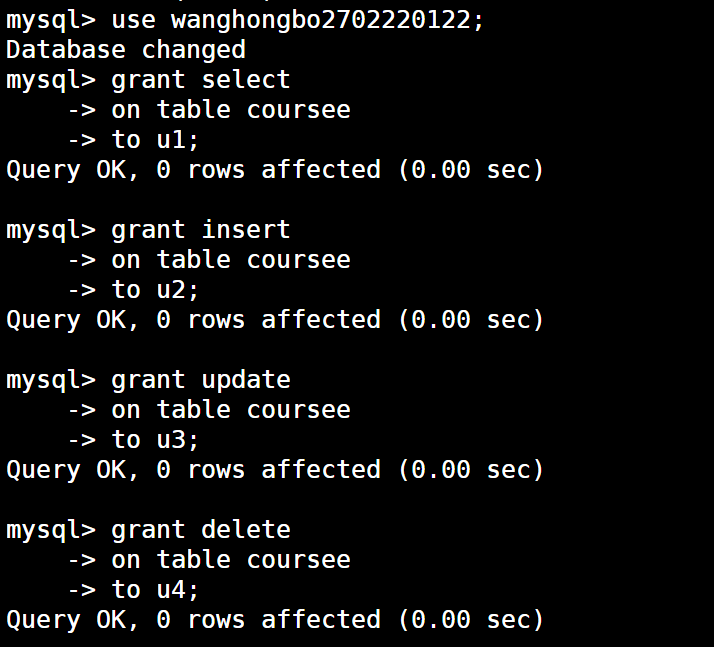 mysql> use wanghongbo2702220122;
Database changed
mysql> grant select
    -> on table coursee
    -> to u1;
Query OK, 0 rows affected (0.00 sec)
mysql> grant insert
    -> on table coursee
    -> to u2;
Query OK, 0 rows affected (0.00 sec)
mysql> grant update
    -> on table coursee
    -> to u3;
Query OK, 0 rows affected (0.00 sec)
mysql> grant delete
    -> on table coursee
    -> to u4;
Query OK, 0 rows affected (0.00 sec)